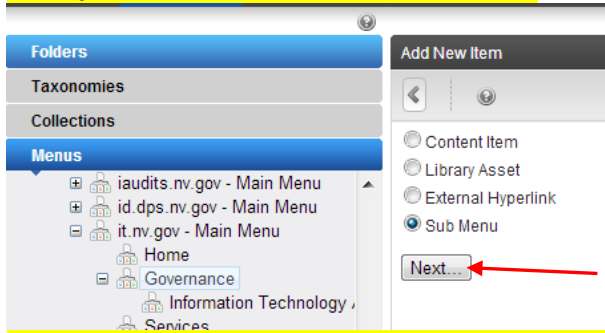 Folders
Taxonomies
Collections
Menus
iaudits.nv.gov - Main Menu
id.dps.nv.gov - Main Menu
it.nv.gov - Main Menu
Home
Governance
Information Technology
Services
Add New Item
Content Item
Library Asset
External Hyperlink
Sub Menu
Next...